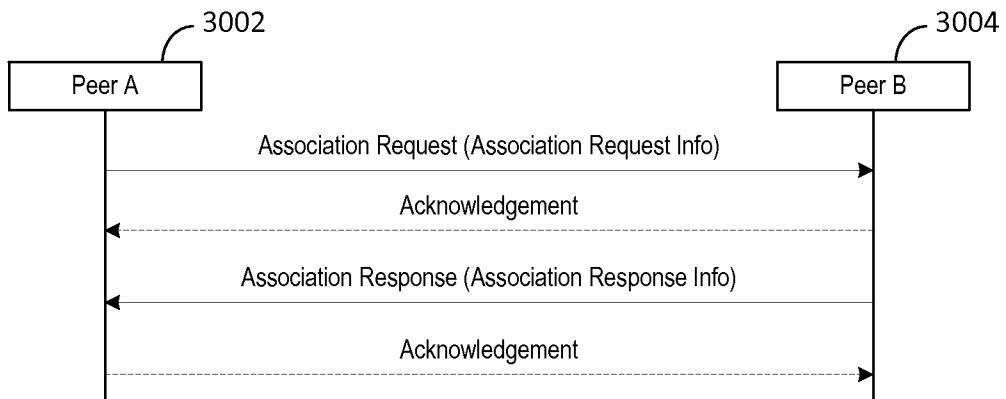 3002
3004
Peer A
Peer B
Association Request (Association Request Info)
Acknowledgement
Association Response (Association Response Info)
Acknowledgement